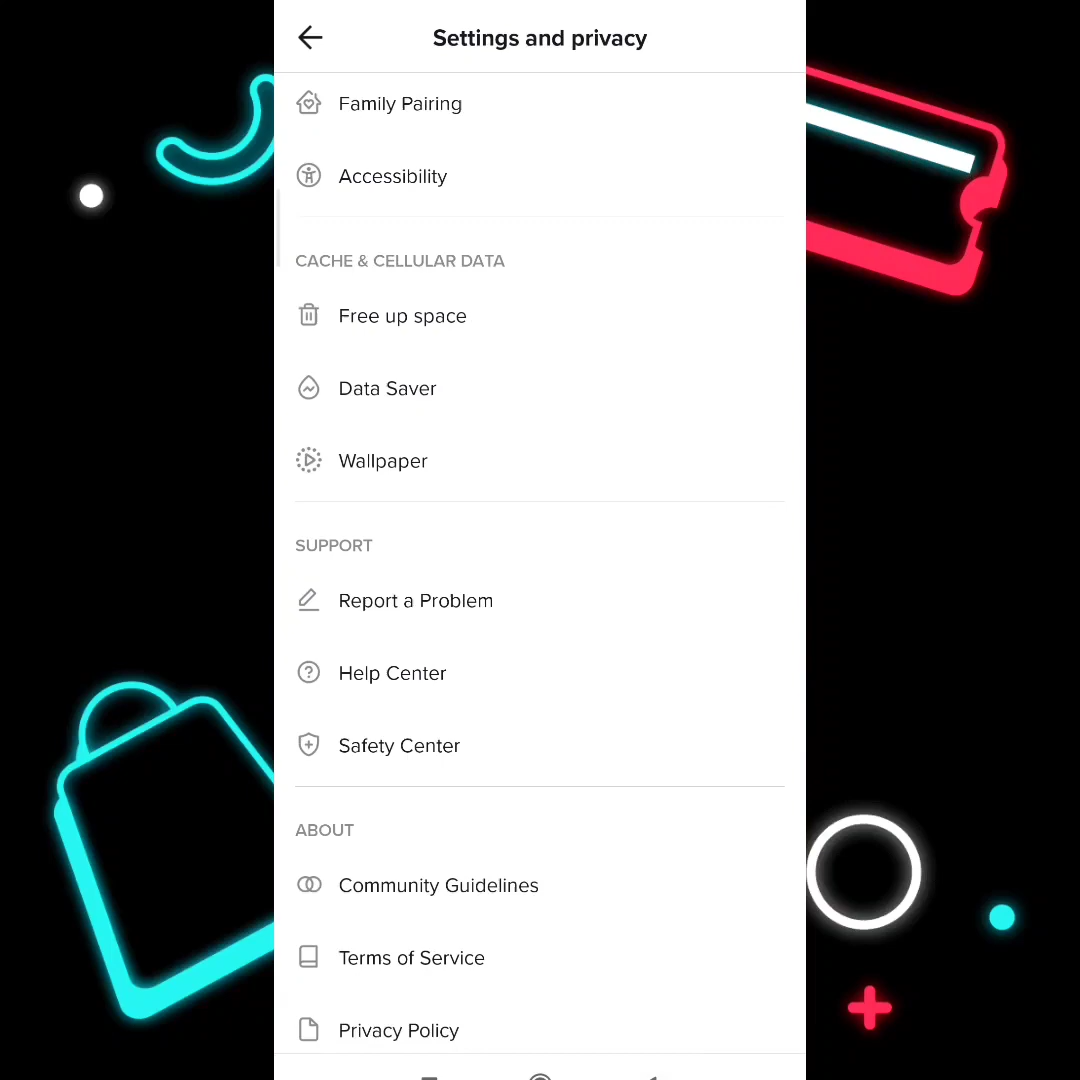 Settings and privacy
Family Pairing
Accessibility
CACHE & CELLULAR DATA
Free up space
Data Saver
Wallpaper
SUPPORT
Report a Problem
Help Center
Safety Center
ABOUT
Community Guidelines
Terms of Service
Privacy Policy